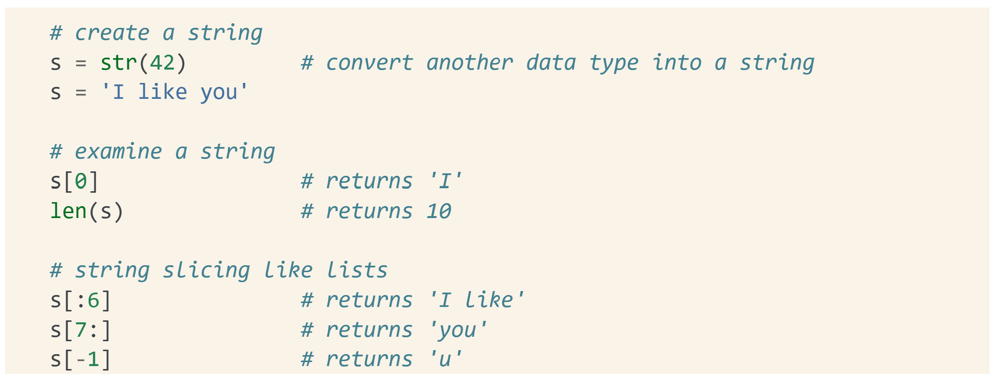 # create a string
s = str(42)         # convert another data type into a string
s = 'I like you'

# examine a string
s[0]                # returns 'I'
len(s)              # returns 10

# string slicing like lists
s[:6]               # returns 'I like'
s[7:]               # returns 'you'
s[-1]               # returns 'u'